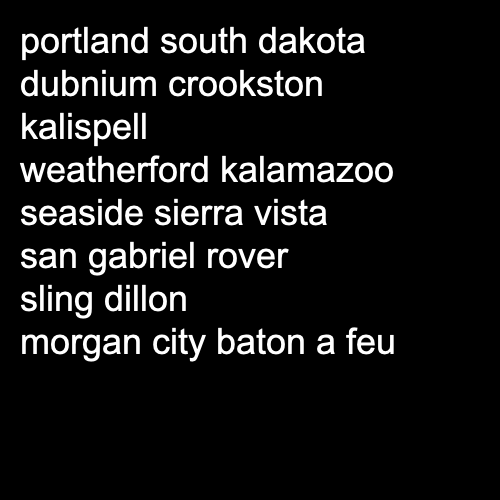 portland south dakota
dubnium crookston
kalispell
weatherford kalamazoo
seaside sierra vista
san gabriel rover
sling dillon
morgan city baton a feu